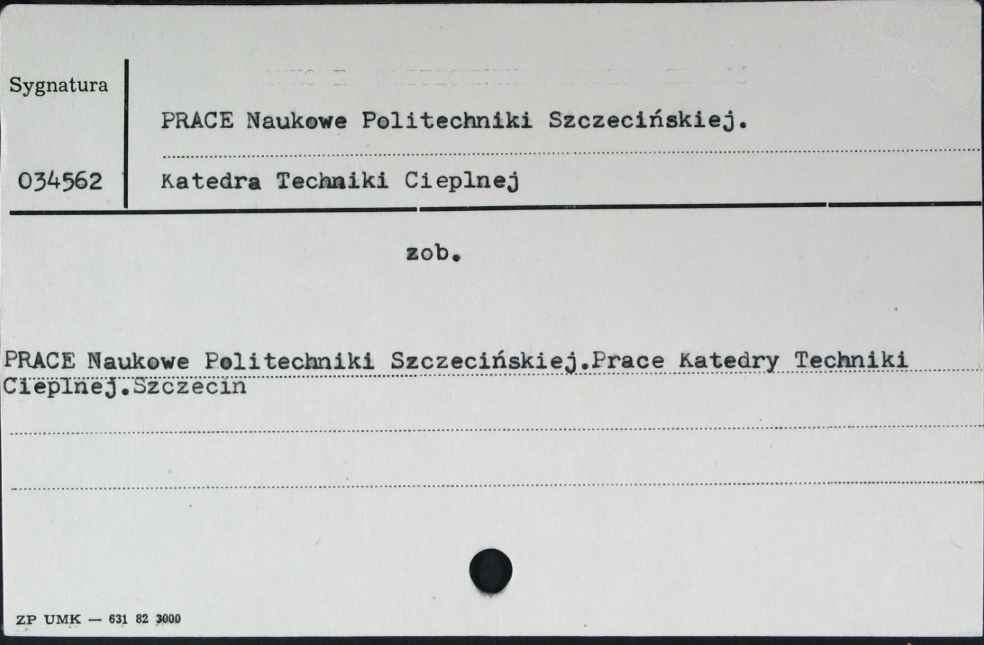 Sygnatura
PRACE Naukowe Politechniki Szczecińskiej.
034562
Katedra Techniki Cieplnej
zob.
PRACE Naukowe Politechniki Szczecińskiej.Prace Katedry Techniki
Cieplnej.Szczecin
ZP UMK — 631 82 3000